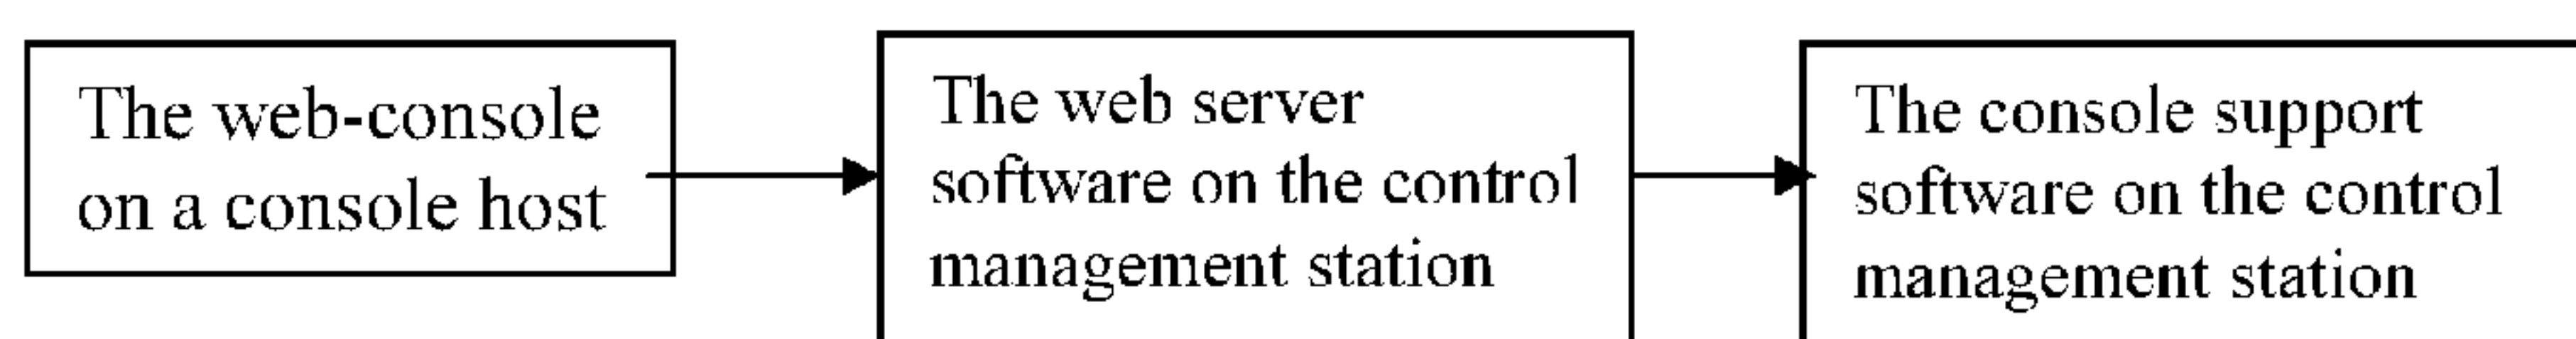 The web-console
on a console host
The web server
software on the control
management station
The console support
software on the control
management station